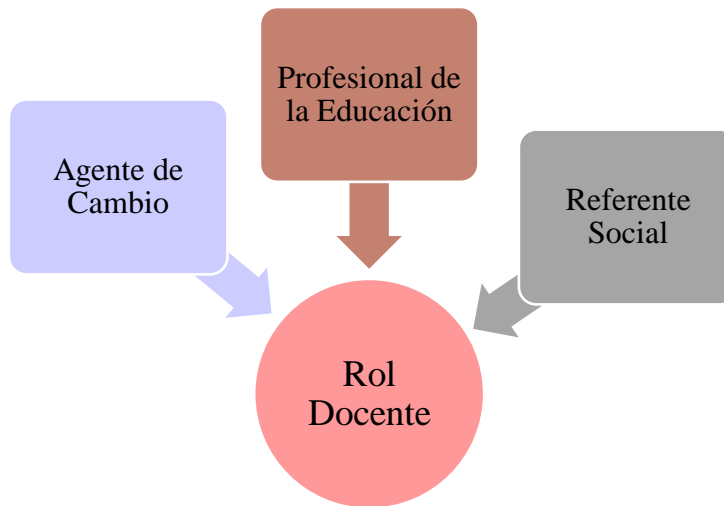 Profesional de
la Educación
Agente de
Cambio
Referente
Social
Rol
Docente